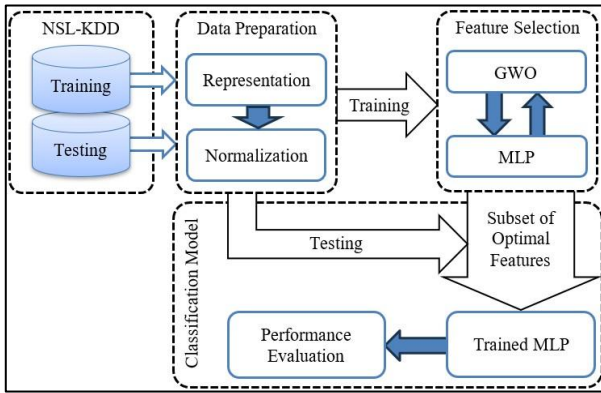 NSL-KDD
Training
Testing
Data Preparation
Representation
Normalization
Training
Feature Selection
GWO
MLP
Classification Model
Testing
Subset of
Optimal
Features
Performance
Evaluation
Trained MLP